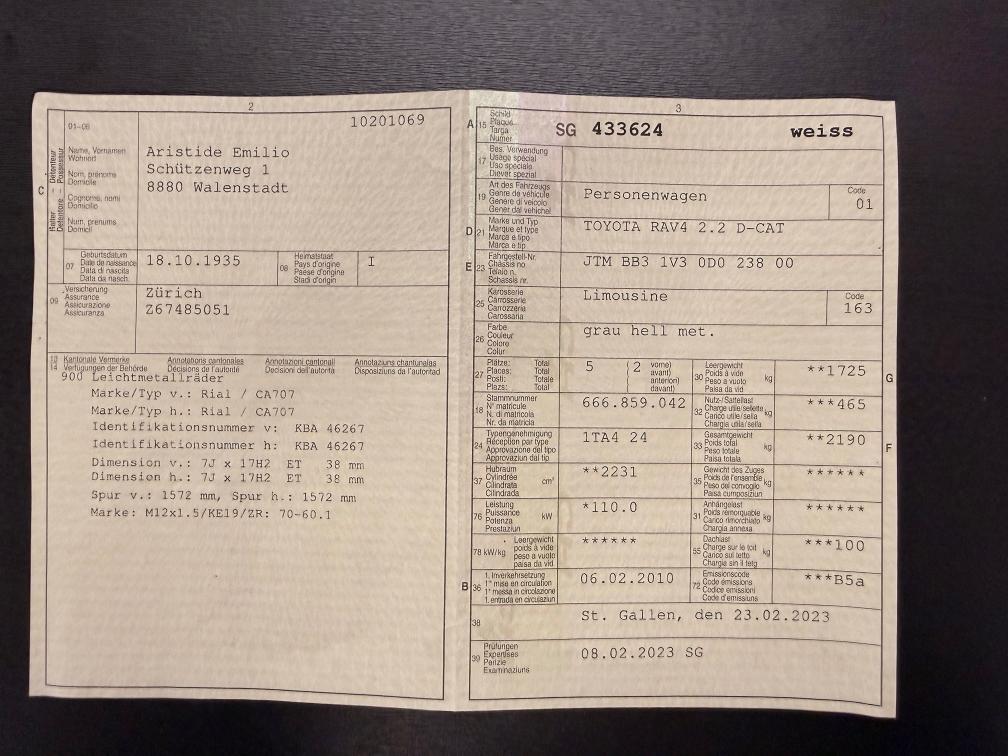 2
01-06
10201069
C
Halter Détenteur
Detentore Possessur
Name, Vornamen
Wohnort
Nom, prénoms
Domicile
Cognome, nomi
Domicilio
Num, prenums
Domicil
Aristide Emilio
Schützenweg 1
8880 Walenstadt
07
Geburtsdatum
Date de naissance
Data di nascita
Data da nasch.
18.10.1935
08
Heimatstaat
Pays d'origine
Paese d'origine
Stadi d'origin
I
09
Versicherung
Assurance
Assicurazione
Assicuranza
Zürich
Z67485051
13 Kantonale Vermerke Annotations cantonales Annotazioni cantonali Annotaziuns chantunalas
14 Verfügungen der Behörde Décisions de l'autorité Decisioni dell'autorità Disposiziuns da l'autoritad
900 Leichtmetallräder
Marke/Typ v.: Rial / CA707
Marke/Typ h.: Rial / CA707
Identifikationsnummer v: KBA 46267
Identifikationsnummer h: KBA 46267
Dimension v.: 7J x 17H2 ET 38 mm
Dimension h.: 7J x 17H2 ET 38 mm
Spur v.: 1572 mm, Spur h.: 1572 mm
Marke: M12x1.5/KE19/ZR: 70-60.1
3
A 15
Schild
Plaque
Targa
Numer
SG 433624 weiss
17
Bes. Verwendung
Usage spécial
Uso speciale
Diever spezial
19
Art des Fahrzeugs
Genre de véhicule
Genere di veicolo
Gener dal vehichel
Personenwagen
Code
01
D 21
Marke und Typ
Marque et type
Marca e tipo
Marca e tip
TOYOTA RAV4 2.2 D-CAT
E 23
Fahrgestell-Nr.
Châssis no
Telaio n.
Schassis nr.
JTM BB3 1V3 0D0 238 00
25
Karosserie
Carrosserie
Carrozzeria
Carossaria
Limousine
Code
163
26
Farbe
Couleur
Colore
Colur
grau hell met.
27
Plätze: Total
Places: Total
Posti: Totale
Plazs: Total
5 ( 2 vorne)
avant)
anteriori)
davant)
30
Leergewicht
Poids à vide
Peso a vuoto
Paisa da vid
kg
**1725
G
18
Stammnummer
N° matricule
N. di matricola
Nr. da matricla
666.859.042
32
Nutz-/Sattellast
Charge utile/sellette
Carico utile/sella
Chargia utila/sella
kg
***465
24
Typengenehmigung
Réception par type
Approvazione del tipo
Approvaziun dal tip
1TA4 24
33
Gesamtgewicht
Poids total
Peso totale
Paisa totala
kg
**2190
F
37
Hubraum
Cylindrée
Cilindrata
Cilindrada
cm³
**2231
35
Gewicht des Zuges
Poids de l'ensemble
Peso del convoglio
Paisa cumposiziun
kg
******
76
Leistung
Puissance
Potenza
Prestaziun
kW
*110.0
31
Anhängelast
Poids remorquable
Carico rimorchiato
Chargia annexa
kg
******
78 kW/kg
Leergewicht
poids à vide
peso a vuoto
paisa da vid
******
55
Dachlast
Charge sur le toit
Carico sul tetto
Chargia sin il tetg
kg
***100
B 36
1. Inverkehrsetzung
1re mise en circulation
1a messa in circolazione
1. entrada en circulaziun
06.02.2010
72
Emissionscode
Code émissions
Codice emissioni
Code d'emissiuns
***B5a
38
St. Gallen, den 23.02.2023
39
Prüfungen
Expertises
Perizie
Examinaziuns
08.02.2023 SG